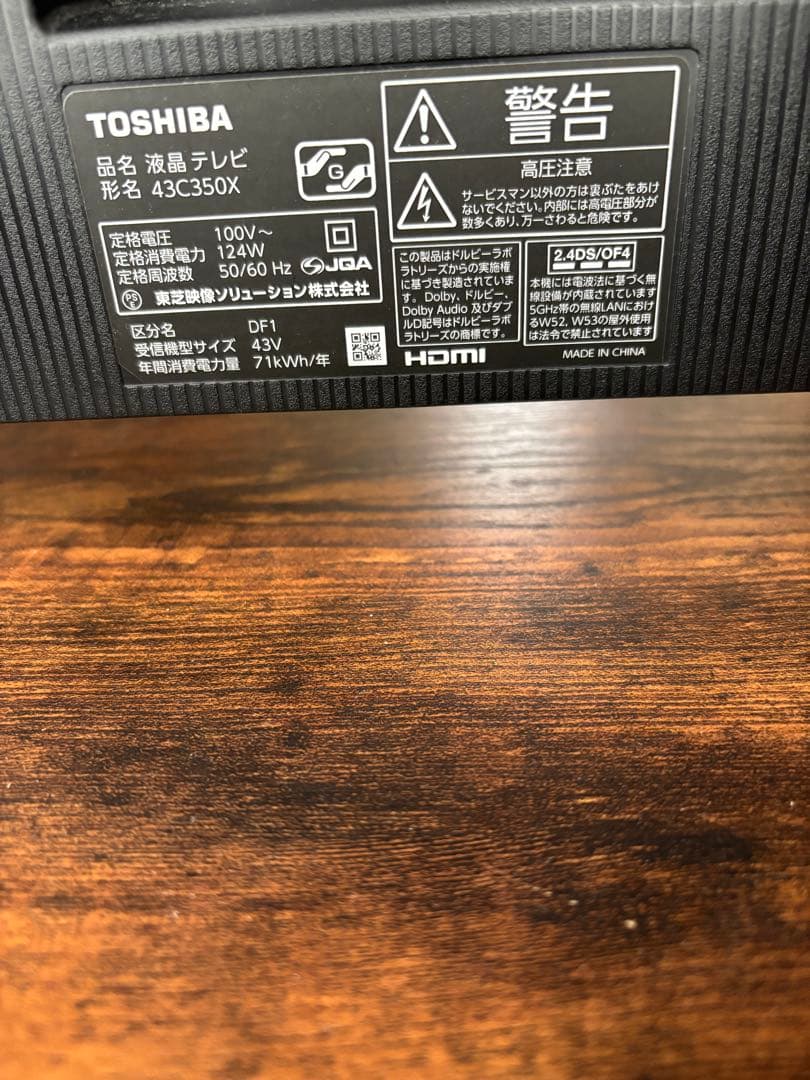 TOSHIBA
品名 液晶テレビ
形名 43C350X
G
定格電圧 100V～
定格消費電力 124W
定格周波数 50/60 Hz
JQA
PSE 東芝映像ソリューション株式会社
区分名 DF1
受信機型サイズ 43V
年間消費電力量 71kWh/年
警告
高圧注意
サービスマン以外の方は裏ぶたをあけ
ないでください。内部には高電圧部分が
数多くあり、万一さわると危険です。
この製品はドルビーラボ
ラトリーズからの実施権
に基づき製造されていま
す。Dolby、ドルビー、
Dolby Audio 及びダブ
ルD記号はドルビーラボ
ラトリーズの商標です。
HDMI
2.4DS/OF4
本機には電波法に基づく無
線設備が内蔵されています
5GHz帯の無線LANにおけ
るW52、W53の屋外使用
は法令で禁止されています
MADE IN CHINA